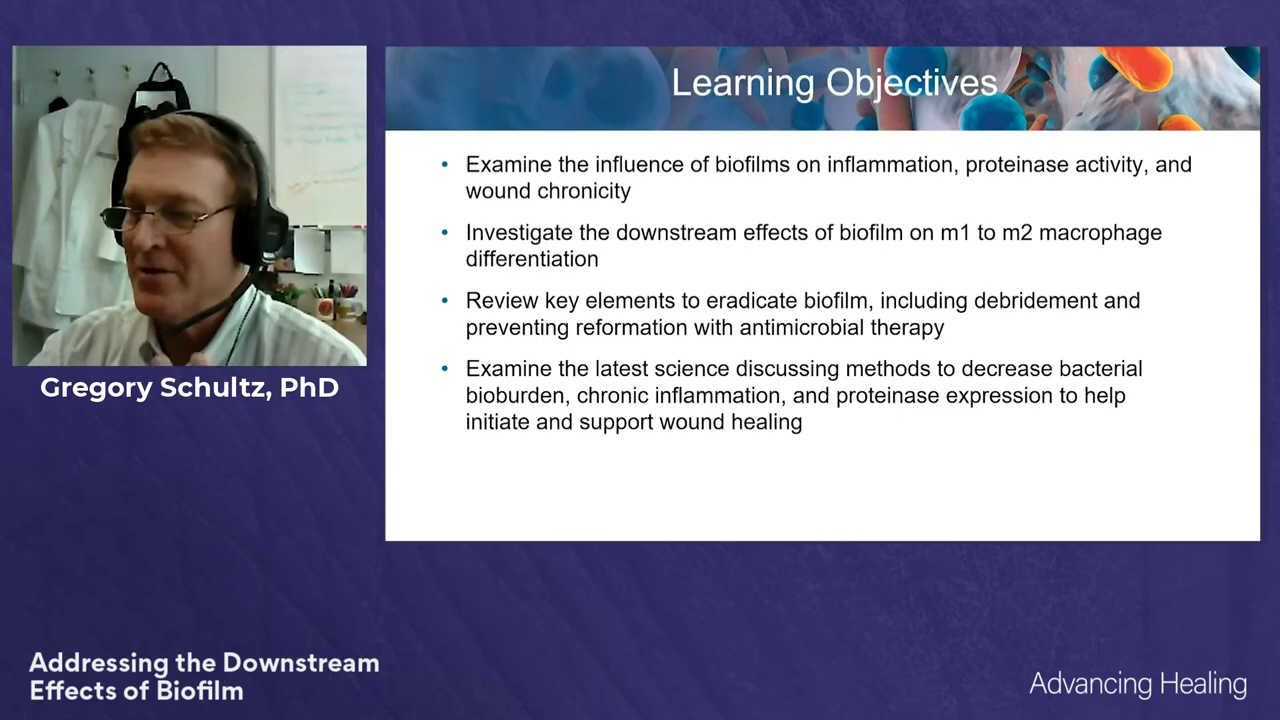 Learning Objectives
• Examine the influence of biofilms on inflammation, proteinase activity, and
wound chronicity
• Investigate the downstream effects of biofilm on m1 to m2 macrophage
differentiation
• Review key elements to eradicate biofilm, including debridement and
preventing reformation with antimicrobial therapy
• Examine the latest science discussing methods to decrease bacterial
bioburden, chronic inflammation, and proteinase expression to help
initiate and support wound healing
Gregory Schultz, PhD
Addressing the Downstream
Effects of Biofilm
Advancing Healing